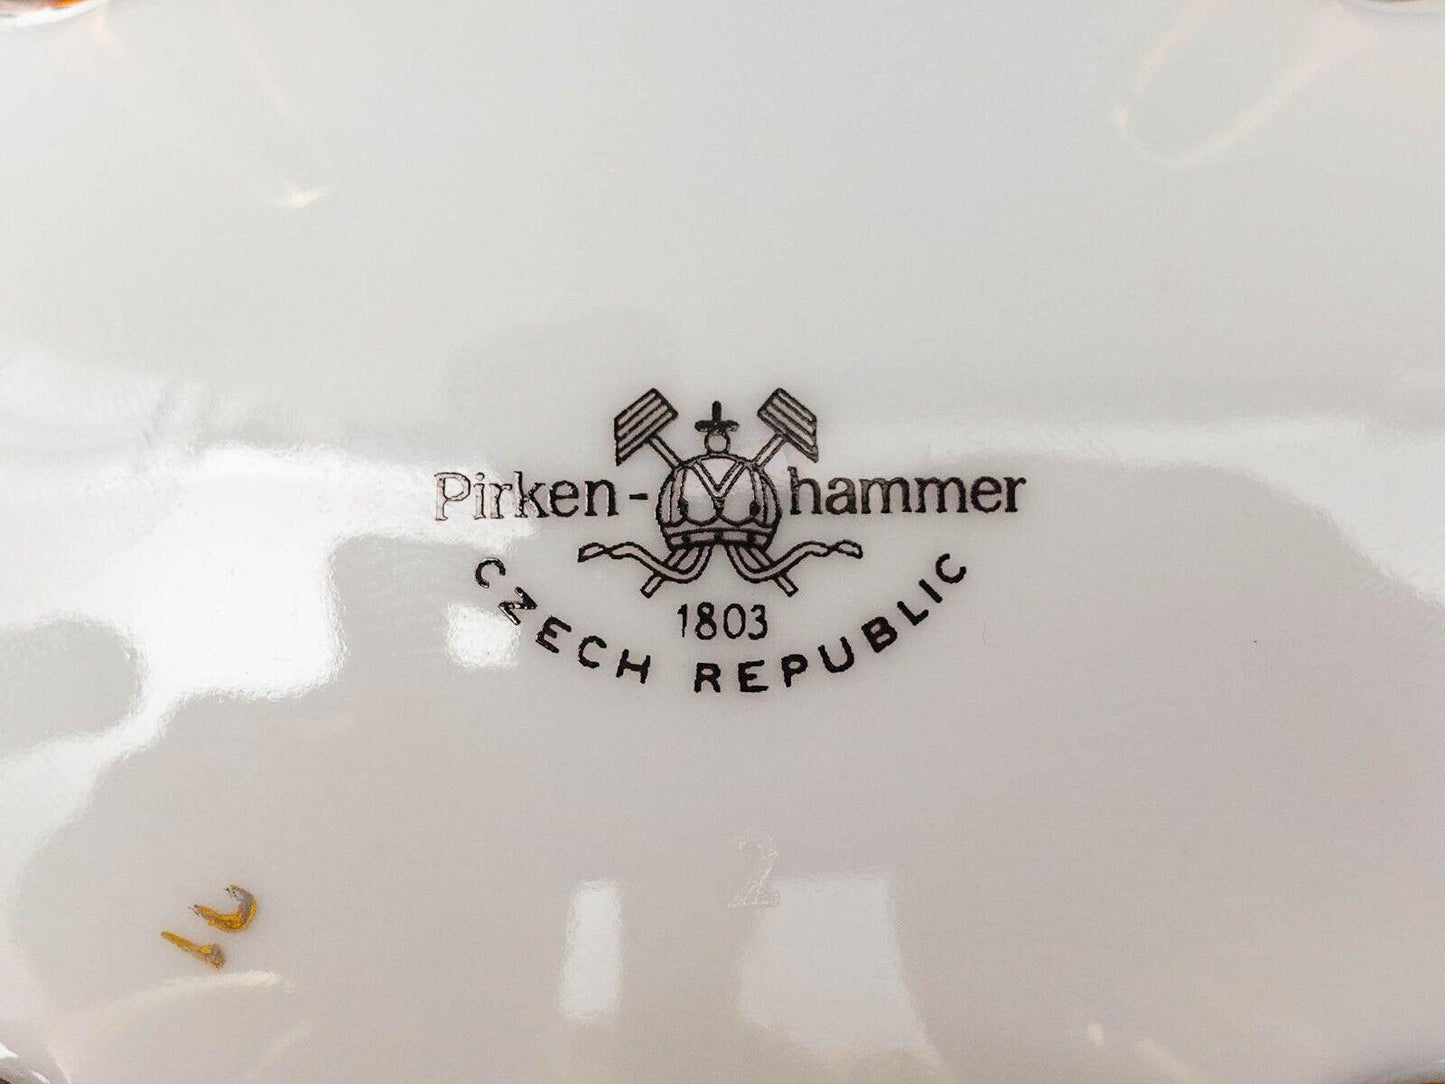 Pirken-hammer
1803
CZECH REPUBLIC